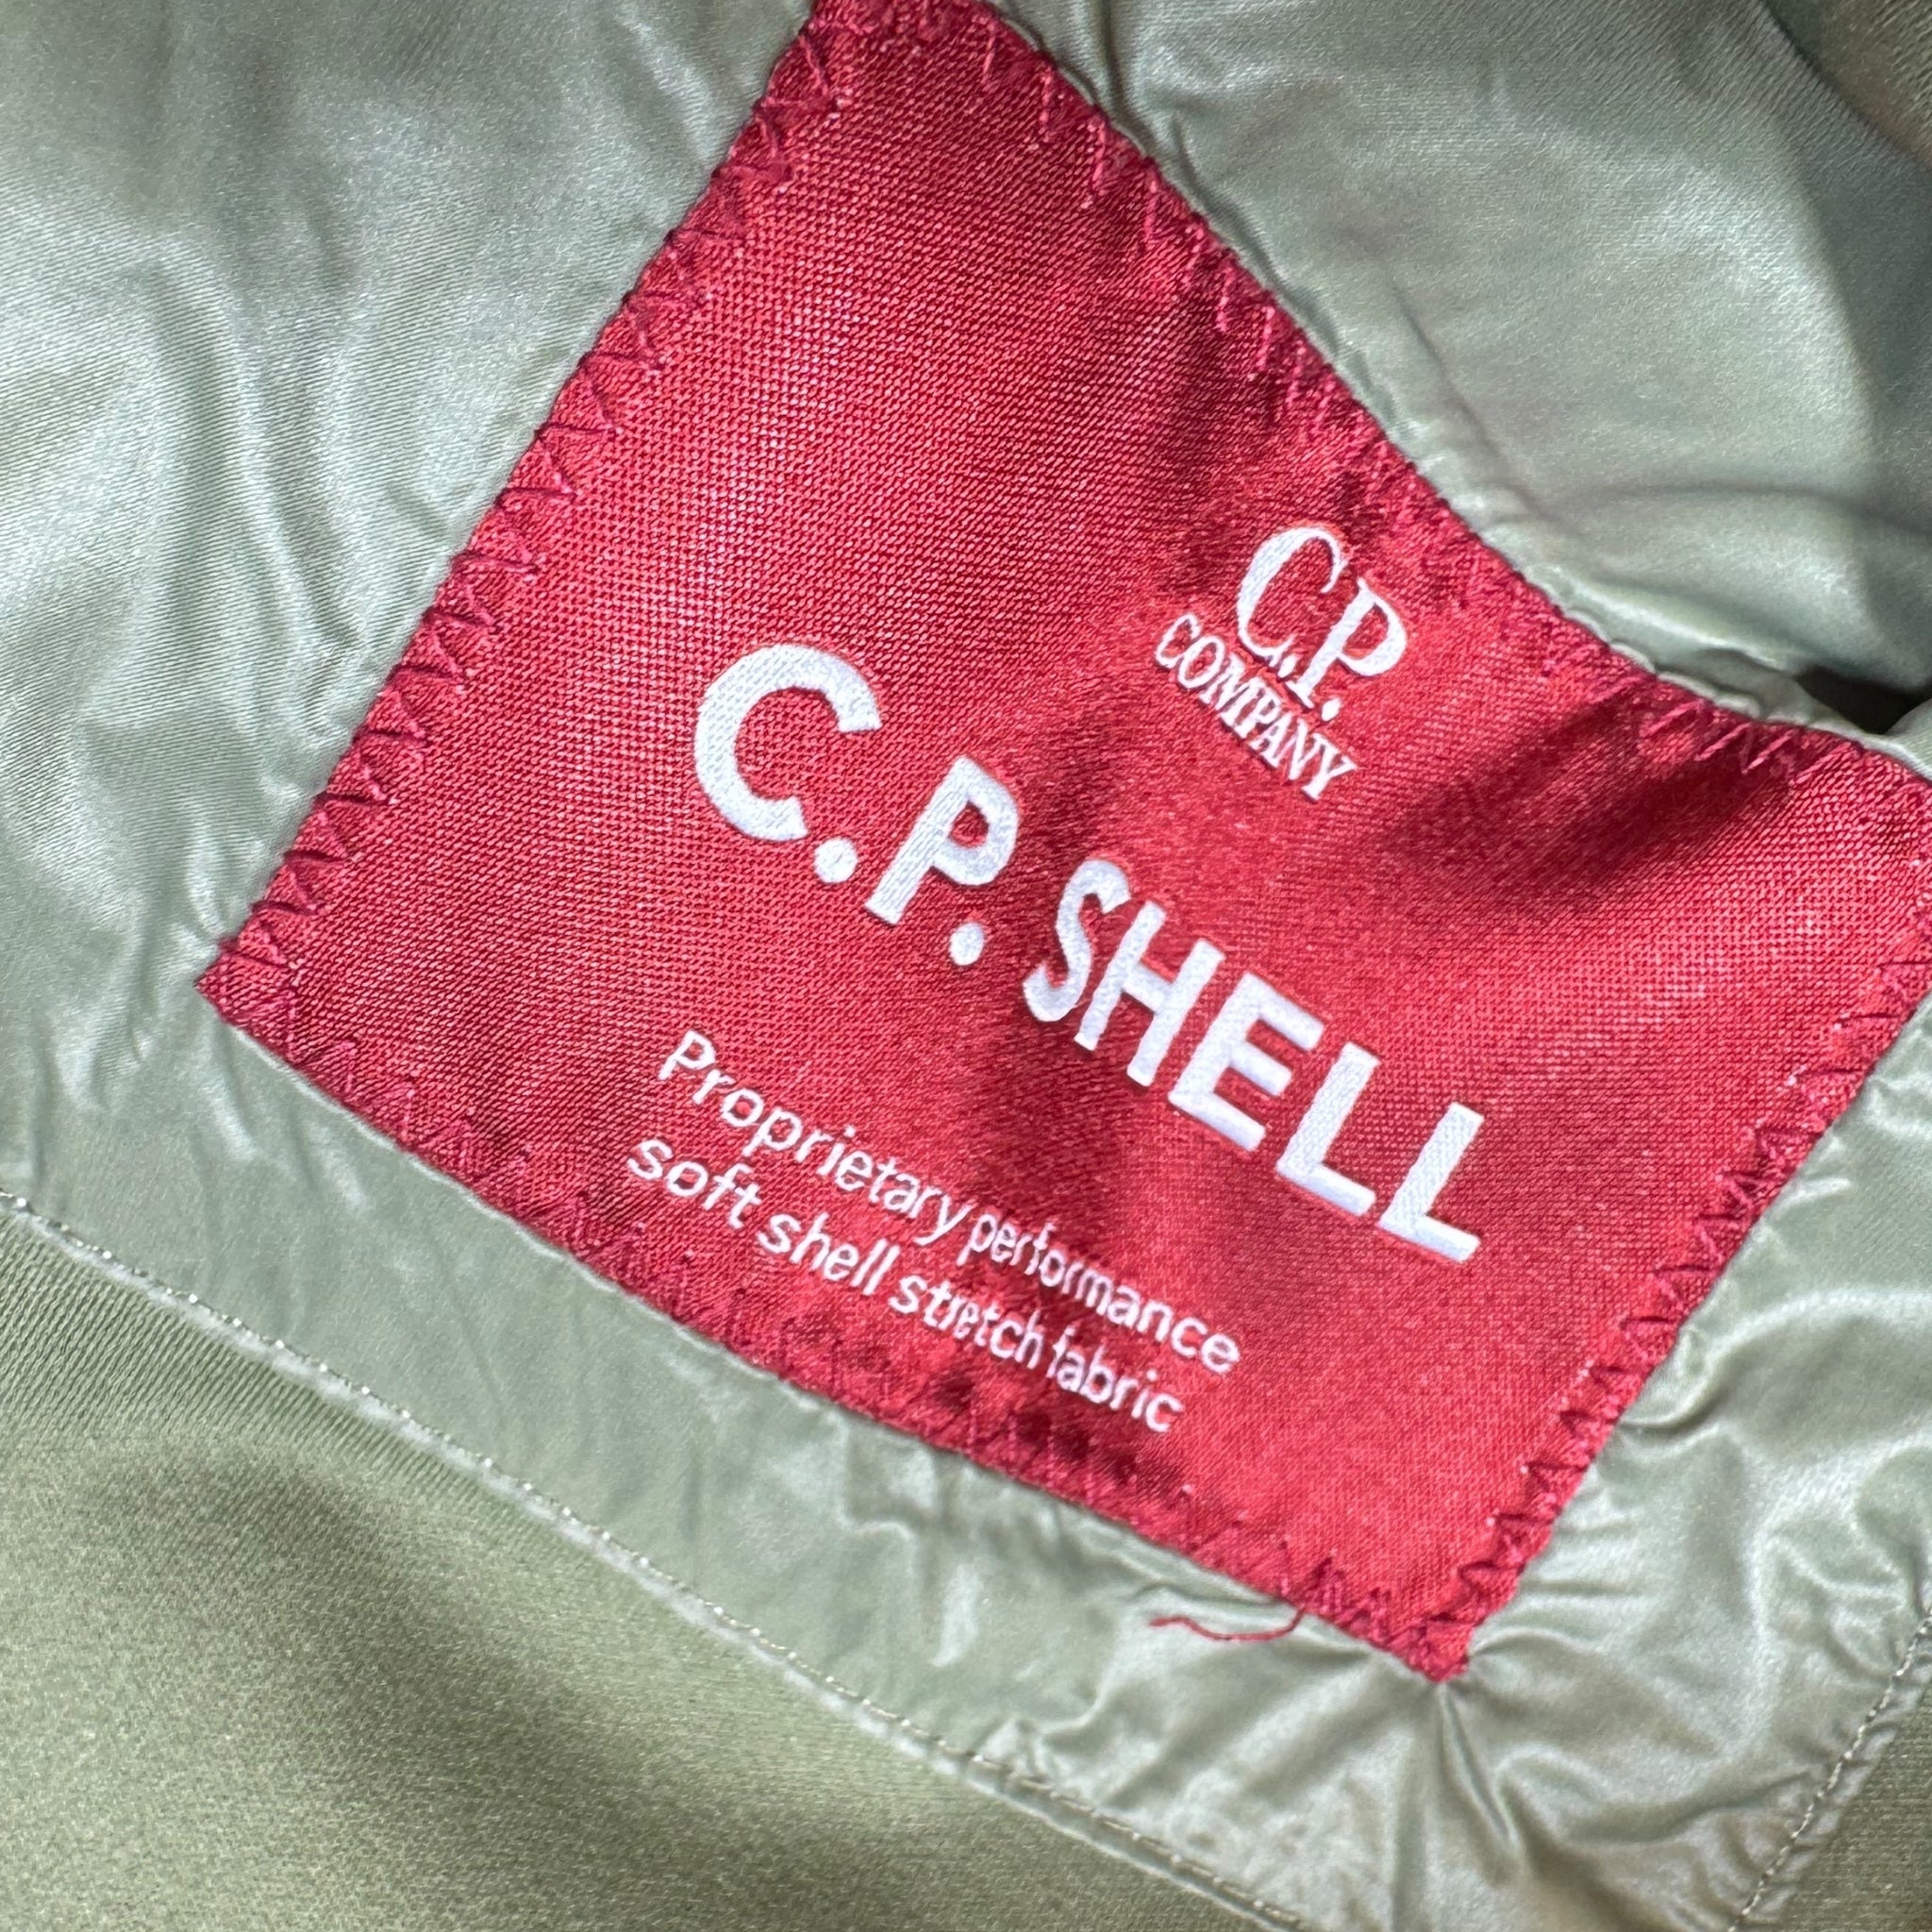 C.P.
COMPANY
C.P. SHELL
Proprietary performance
soft shell stretch fabric